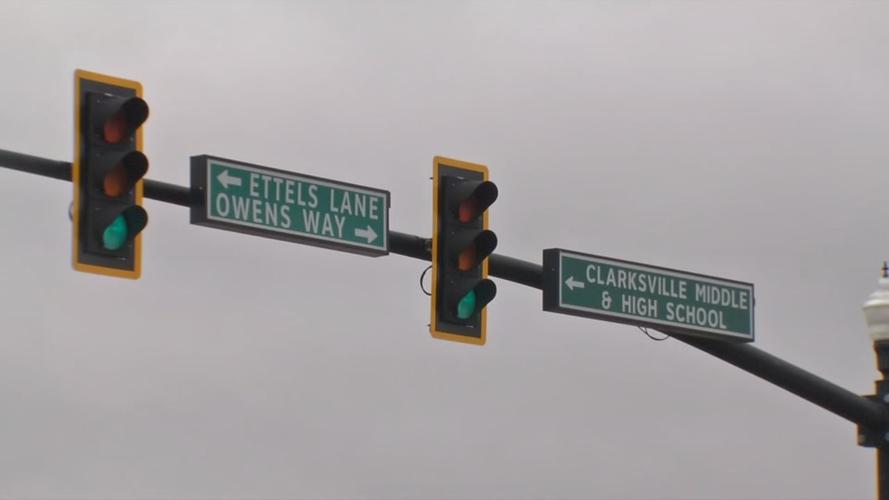 ← ETTELS LANE
OWENS WAY →
← CLARKSVILLE MIDDLE
& HIGH SCHOOL